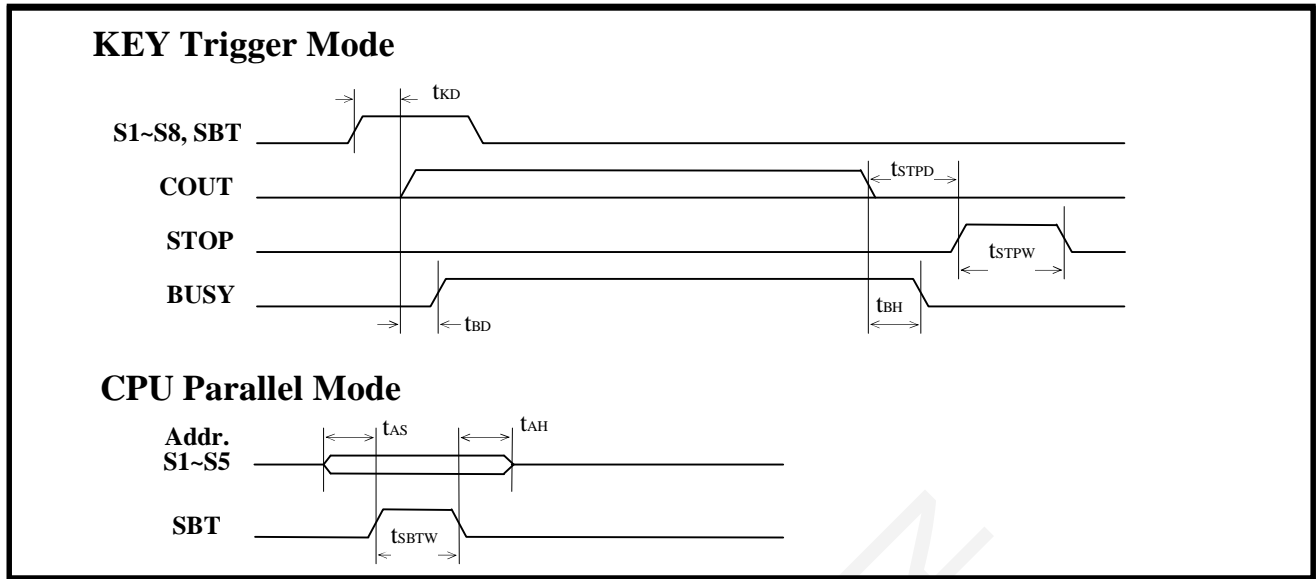 KEY Trigger Mode
tKD
S1~S8, SBT
COUT
tSTPD
STOP
tSTPW
BUSY
tBH
tBD
CPU Parallel Mode
Addr.
S1~S5
tAS
tAH
SBT
tSBTW